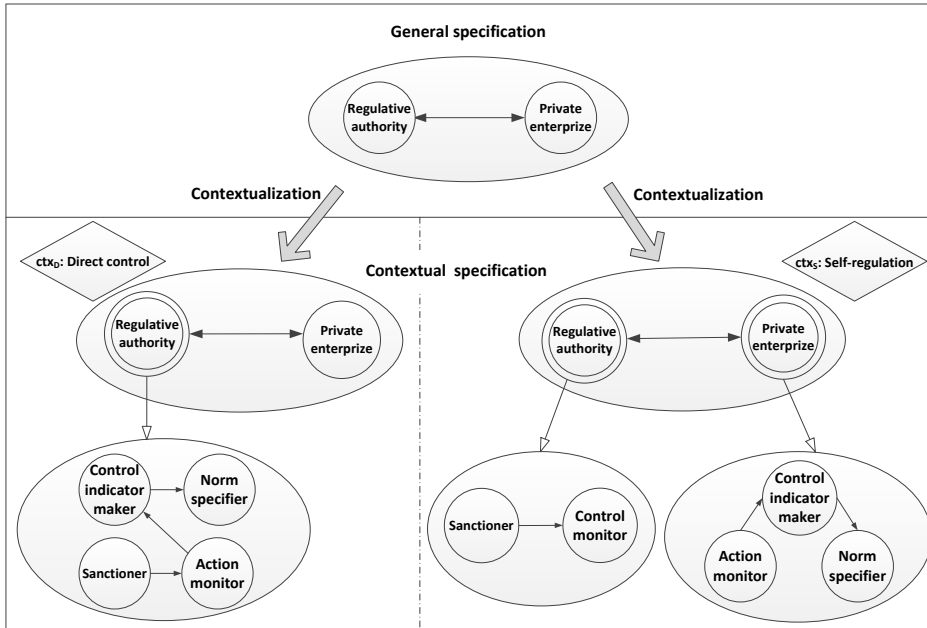 General specification
Regulative
authority
Private
enterprize
Contextualization
Contextualization
ctxD: Direct control
Contextual specification
ctxS: Self-regulation
Regulative
authority
Private
enterprize
Regulative
authority
Private
enterprize
Control
indicator
maker
Norm
specifier
Sanctioner
Action
monitor
Sanctioner
Control
monitor
Control
indicator
maker
Action
monitor
Norm
specifier